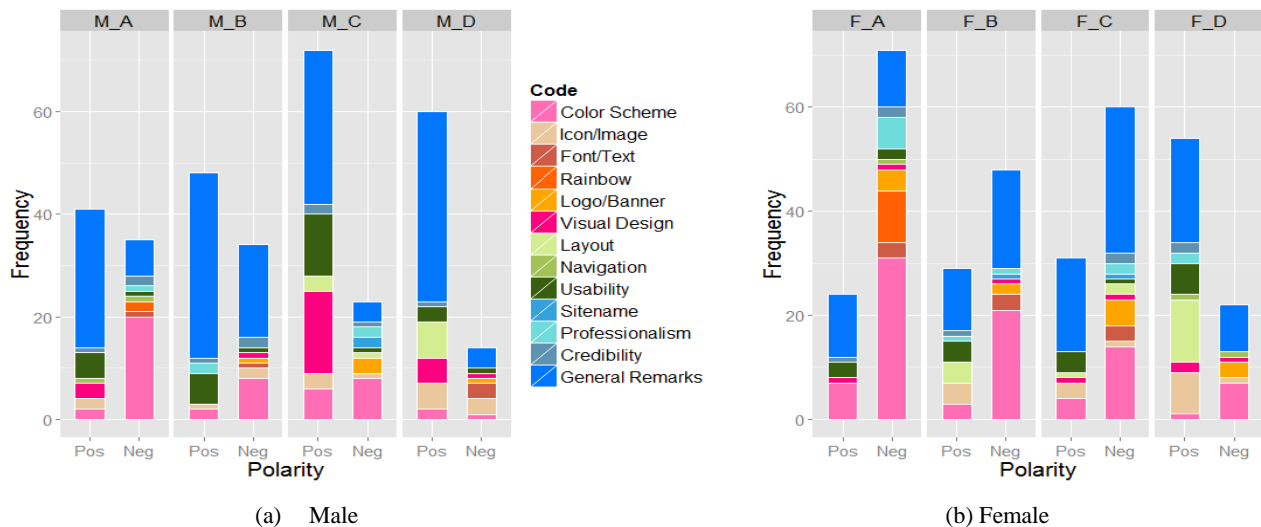 M_A M_B M_C M_D
60
40
20
0
Frequency
Pos Neg Pos Neg Pos Neg Pos Neg
Polarity
(a) Male
Code
Color Scheme
Icon/Image
Font/Text
Rainbow
Logo/Banner
Visual Design
Layout
Navigation
Usability
Sitename
Professionalism
Credibility
General Remarks
F_A F_B F_C F_D
60
40
20
0
Frequency
Pos Neg Pos Neg Pos Neg Pos Neg
Polarity
(b) Female